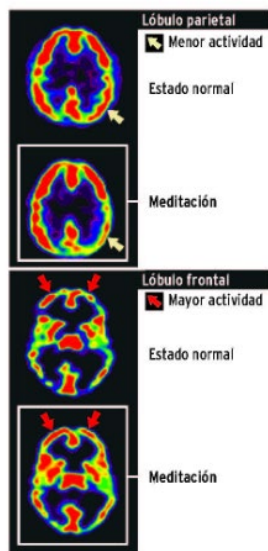 Lóbulo parietal
Menor actividad
Estado normal
Meditación
Lóbulo frontal
Mayor actividad
Estado normal
Meditación